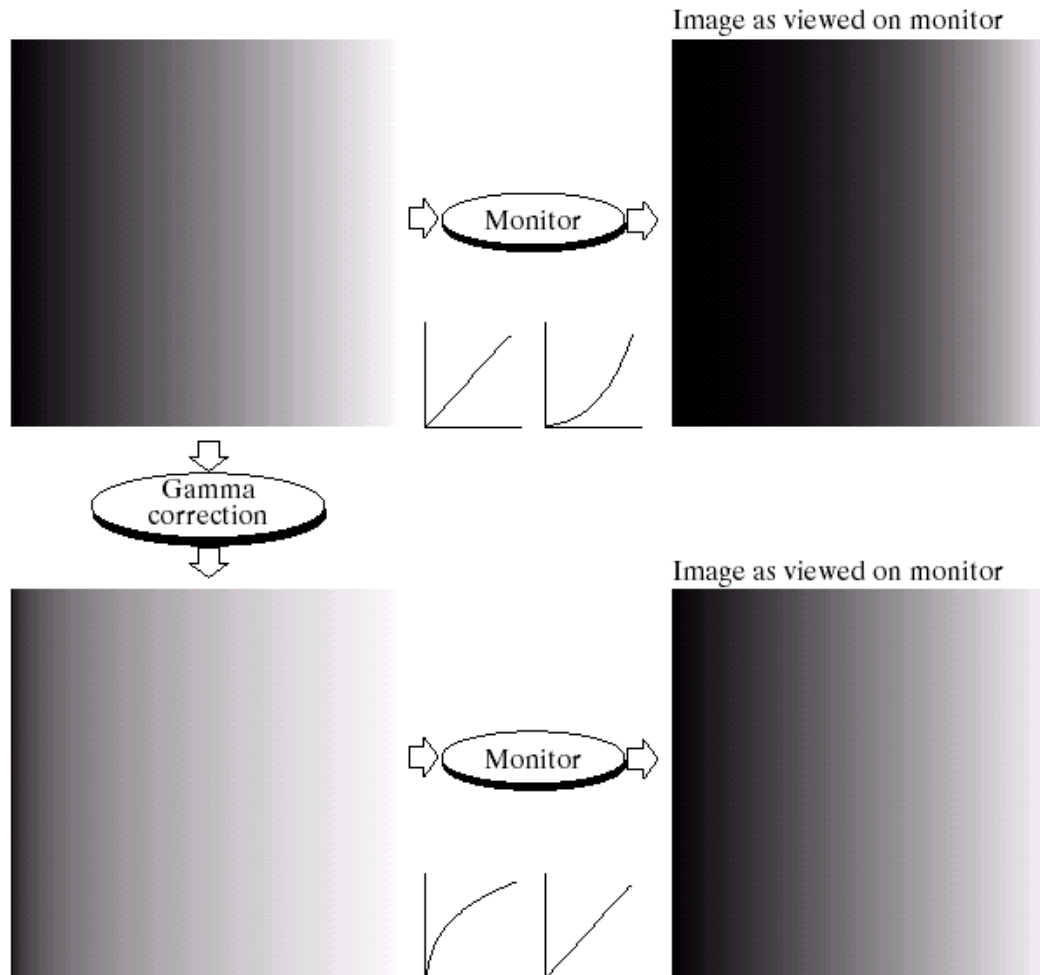 Image as viewed on monitor
Monitor
Gamma
correction
Image as viewed on monitor
Monitor